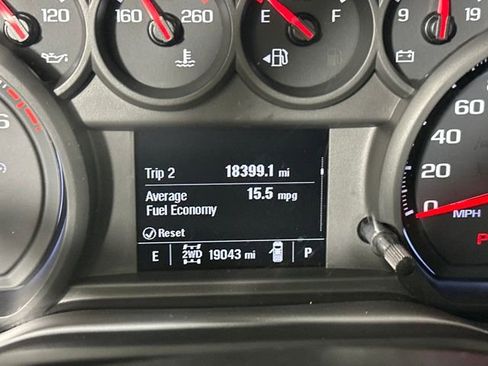 120
160 260
E F
9 19
Trip 2 18399.1 mi
Average 15.5 mpg
Fuel Economy
Reset
E 2WD 19043 mi P
6
60
40
20
0
MPH
P